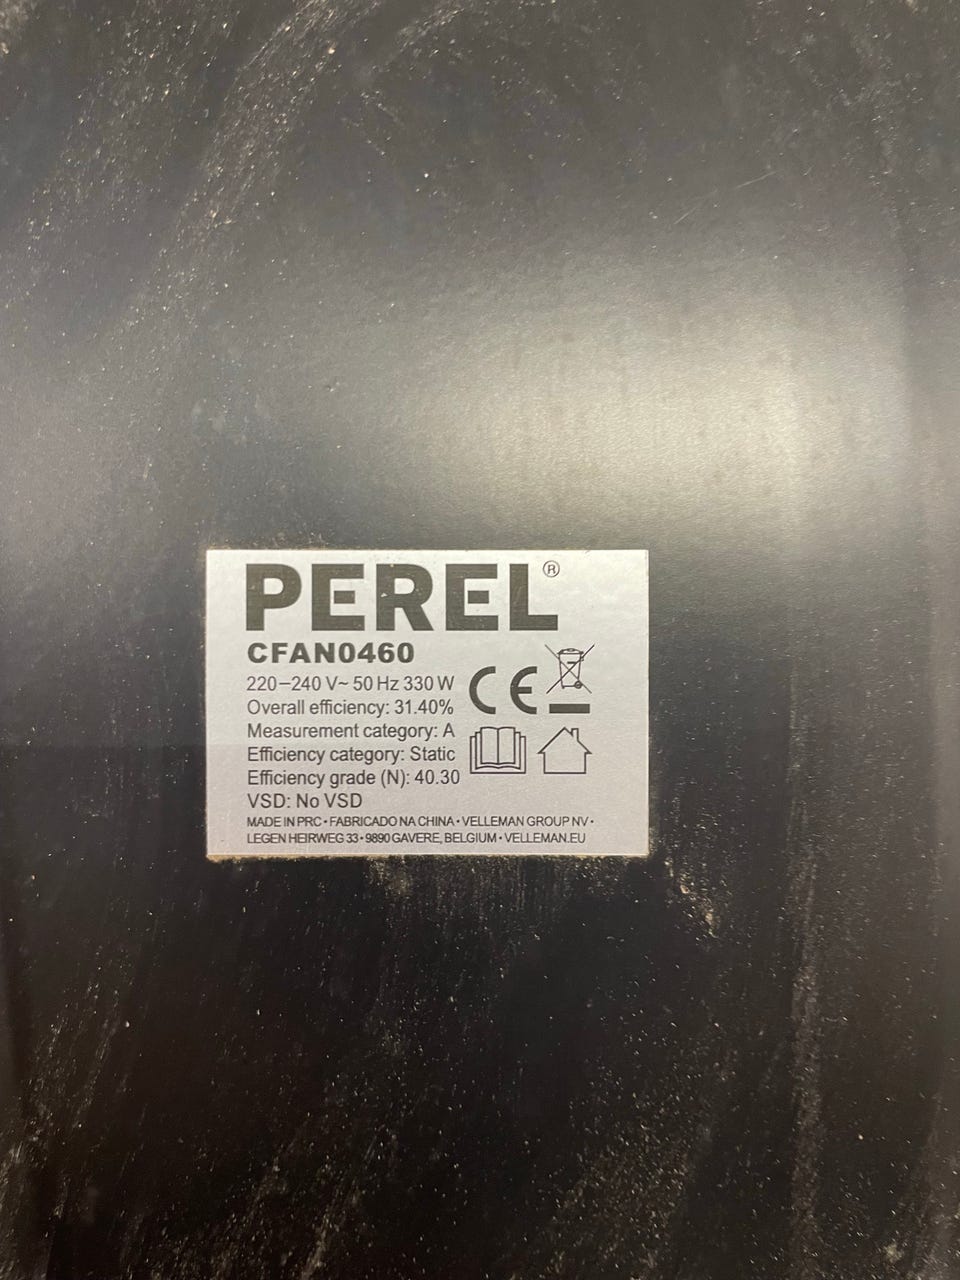 PEREL®
CFAN0460
220–240 V~ 50 Hz 330 W
Overall efficiency: 31.40%
Measurement category: A
Efficiency category: Static
Efficiency grade (N): 40.30
VSD: No VSD
MADE IN PRC • FABRICADO NA CHINA • VELLEMAN GROUP NV •
LEGEN HEIRWEG 33 • 9890 GAVERE, BELGIUM • VELLEMAN.EU
CE